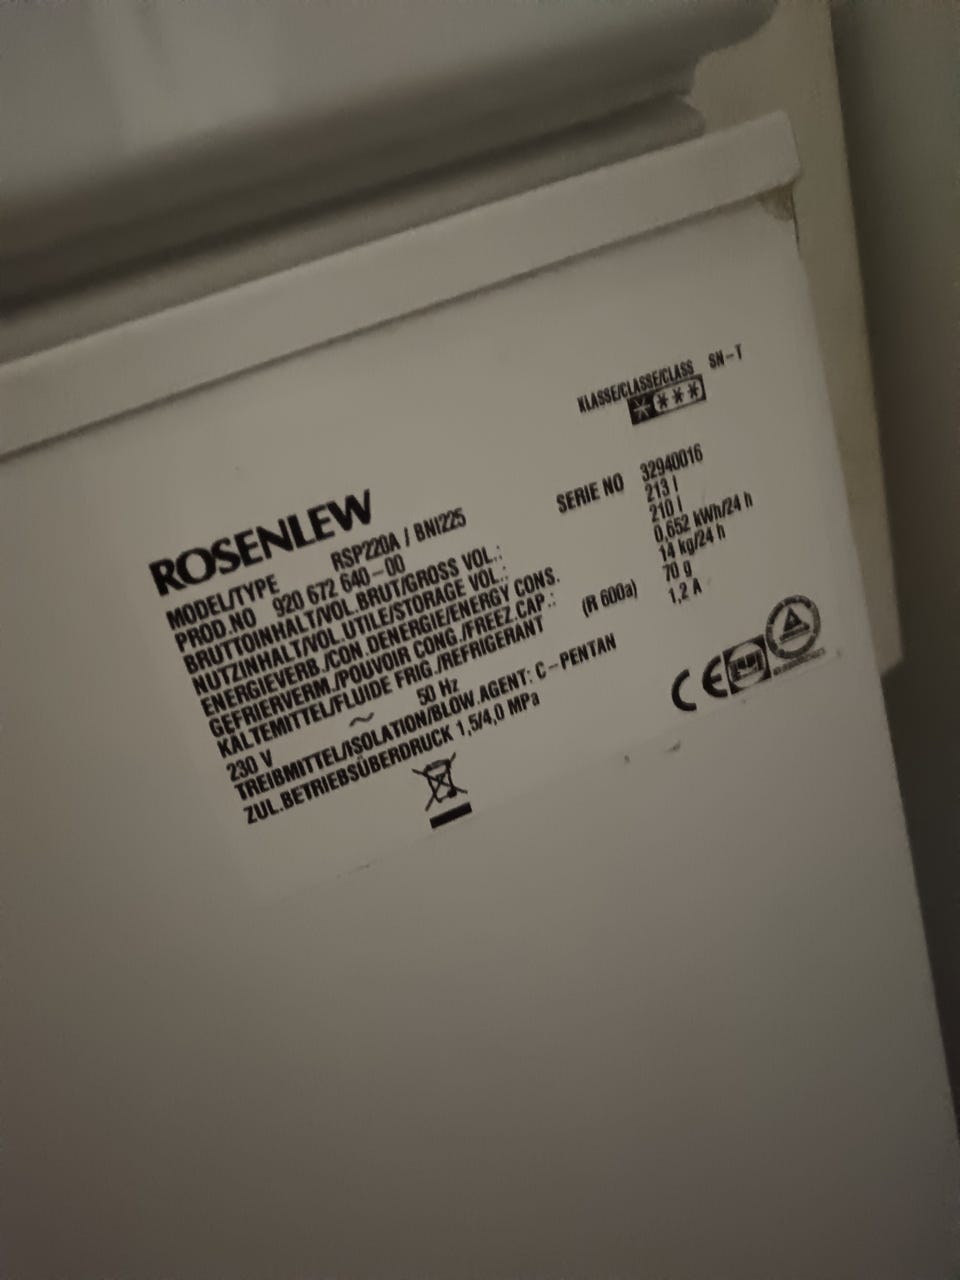 KLASSE/CLASSE/CLASS SN-T
****
ROSENLEW
MODEL/TYPE RSP220A / BNI225
PROD.NO 920 672 640-00 SERIE NO 32940016
BRUTTOINHALT/VOL.BRUT/GROSS VOL.: 213 l
NUTZINHALT/VOL.UTILE/STORAGE VOL.: 210 l
ENERGIEVERB./CON.DENERGIE/ENERGY CONS. 0,652 kWh/24 h
GEFRIERVERM./POUVOIR CONG./FREEZ.CAP.: 14 kg/24 h
KALTEMITTEL/FLUIDE FRIG./REFRIGERANT (R 600a) 70 g
230 V ~ 50 Hz 1,2 A
TREIBMITTEL/ISOLATION/BLOW.AGENT: C-PENTAN
ZUL.BETRIEBSÜBERDRUCK 1,5/4,0 MPa
CE